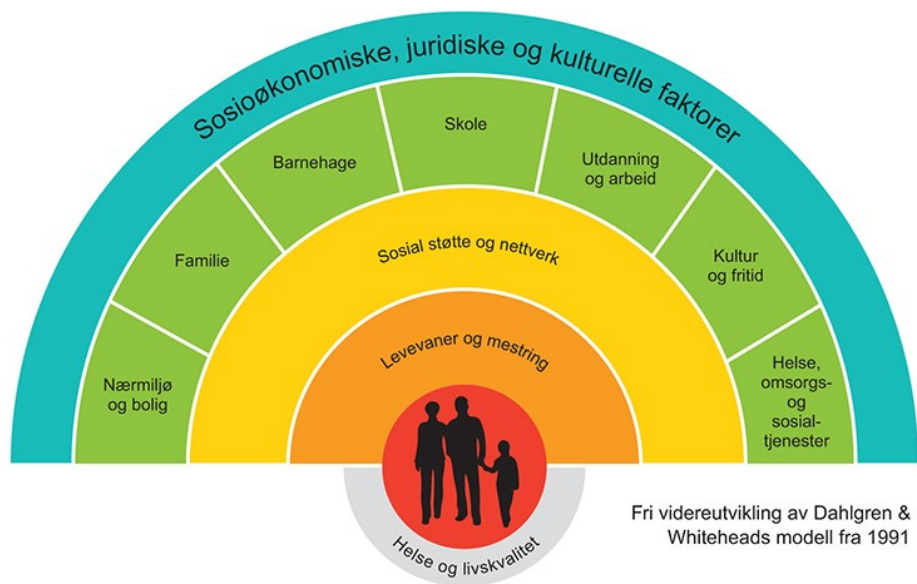 Sosioøkonomiske, juridiske og kulturelle faktorer
Skole
Barnehage
Utdanning
og arbeid
Familie
Kultur
og fritid
Sosial støtte og nettverk
Nærmiljø
og bolig
Levevaner og mestring
Helse,
omsorgs-
og
sosial-
tjenester
Helse og livskvalitet
Fri videreutvikling av Dahlgren &
Whiteheads modell fra 1991